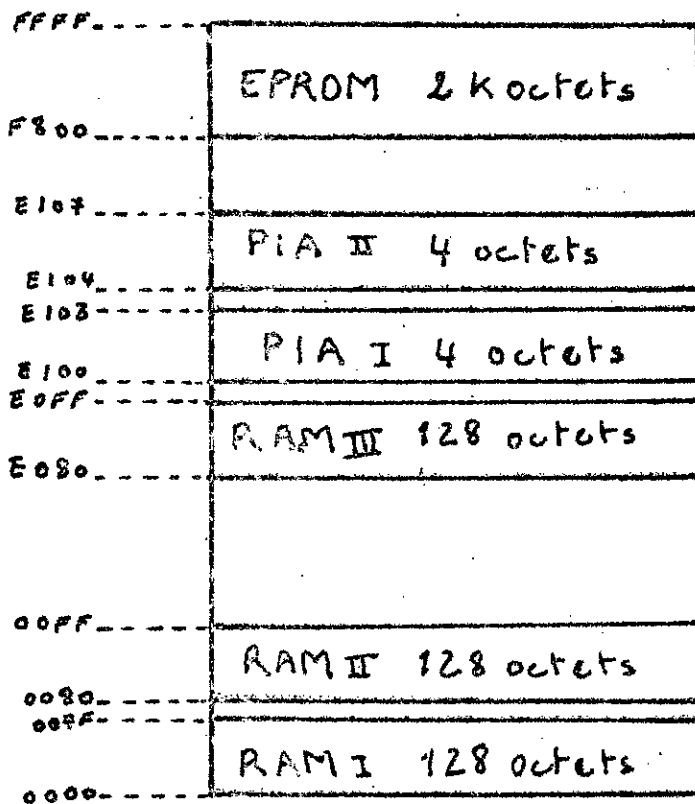 FFFF
EPROM 2 K octets
F800
E107
PiA II 4 octets
E104
E103
PIA I 4 octets
E100
E0FF
RAM III 128 octets
E080
00FF
RAM II 128 octets
0080
007F
RAM I 128 octets
0000